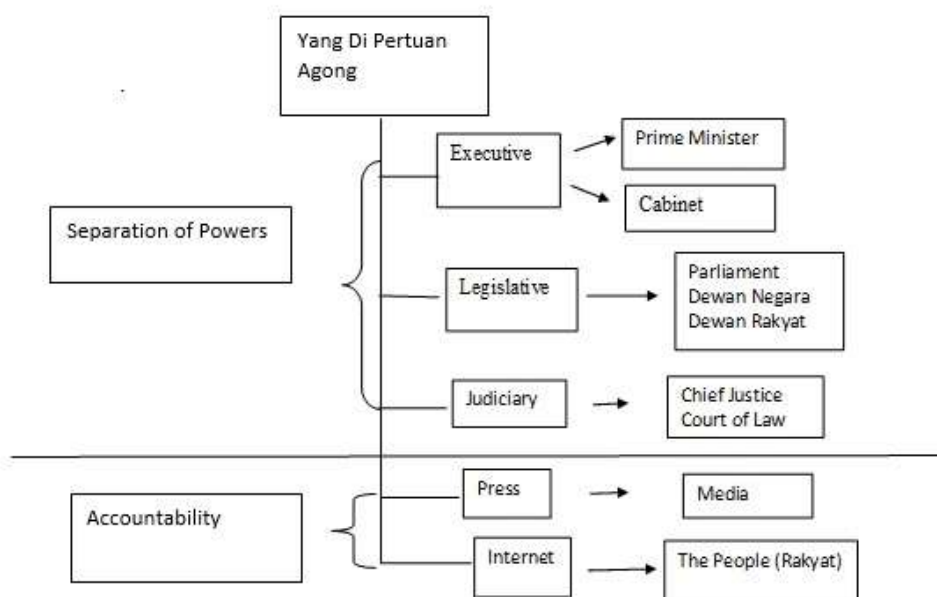 Yang Di Pertuan
Agong
Executive
Prime Minister
Cabinet
Separation of Powers
Legislative
Parliament
Dewan Negara
Dewan Rakyat
Judiciary
Chief Justice
Court of Law
Accountability
Press
Media
Internet
The People (Rakyat)